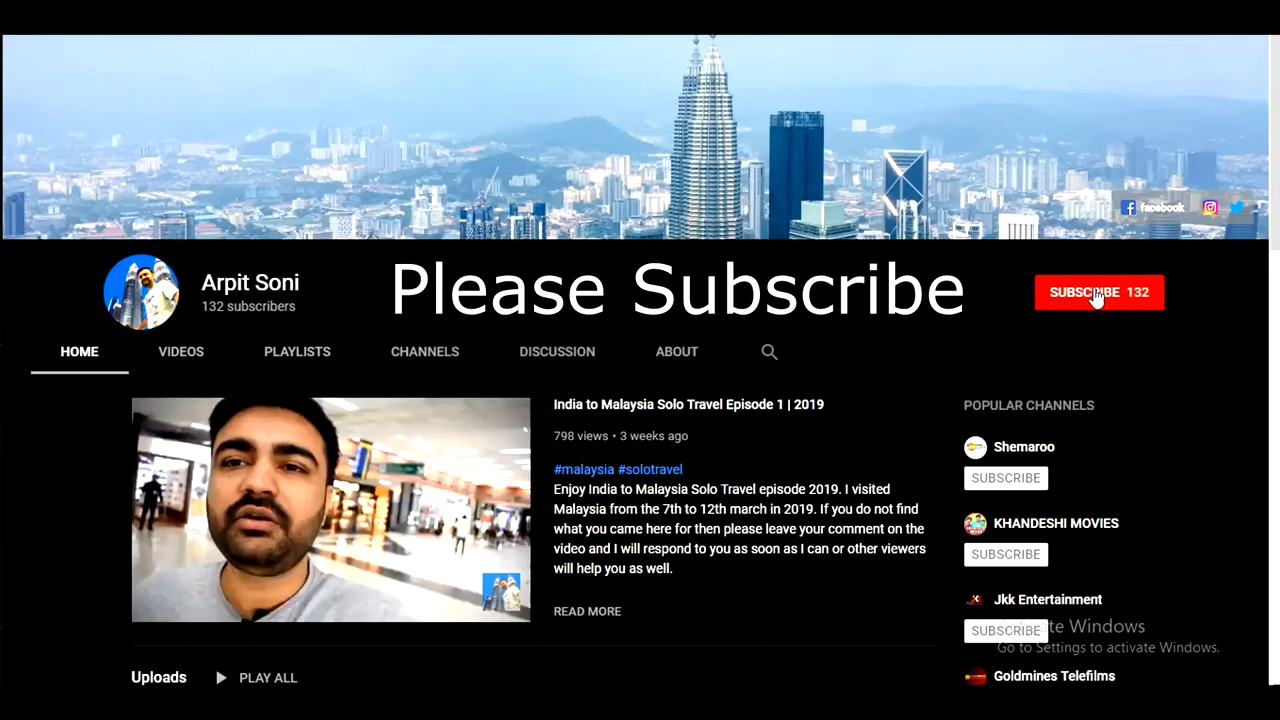 facebook
Arpit Soni
132 subscribers
Please Subscribe
SUBSCRIBE 132
HOME VIDEOS PLAYLISTS CHANNELS DISCUSSION ABOUT
India to Malaysia Solo Travel Episode 1 | 2019
798 views • 3 weeks ago
#malaysia #solotravel
Enjoy India to Malaysia Solo Travel episode 2019. I visited
Malaysia from the 7th to 12th march in 2019. If you do not find
what you came here for then please leave your comment on the
video and I will respond to you as soon as I can or other viewers
will help you as well.
READ MORE
POPULAR CHANNELS
Shemaroo
SUBSCRIBE
KHANDESHI MOVIES
SUBSCRIBE
Jkk Entertainment
SUBSCRIBE
Windows
Go to Settings to activate Windows.
Goldmines Telefilms
Uploads PLAY ALL